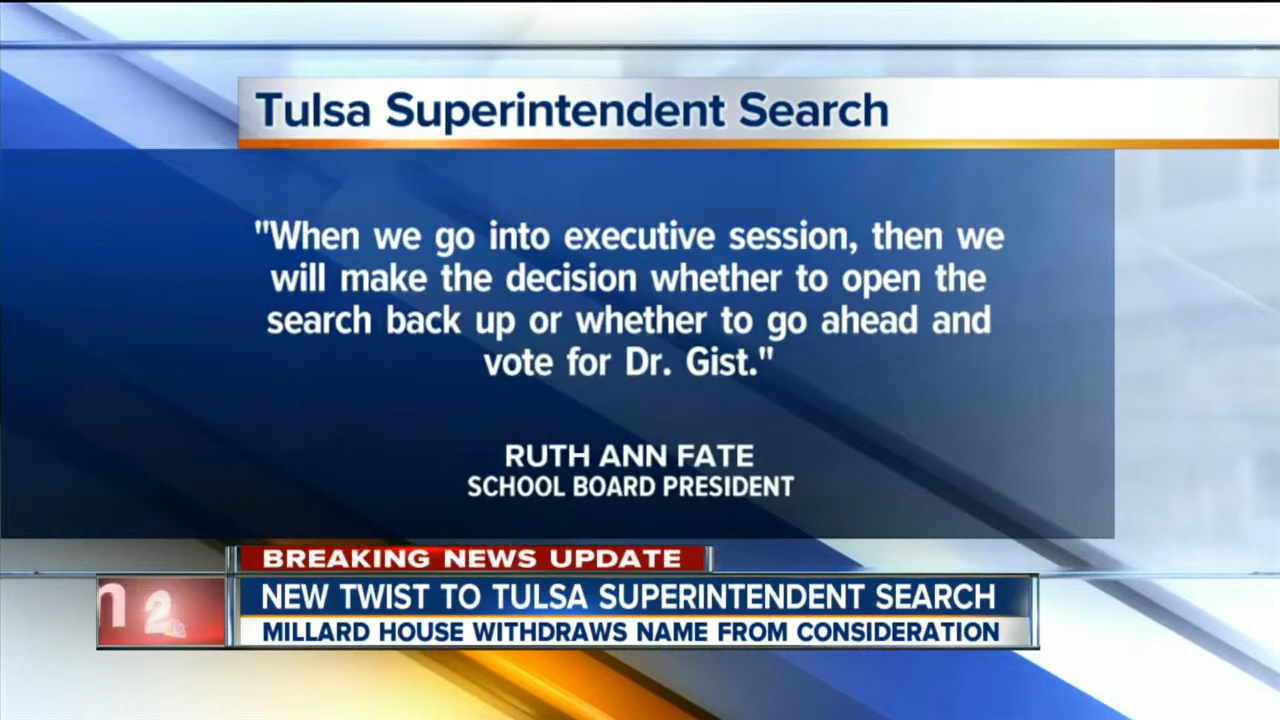 Tulsa Superintendent Search
"When we go into executive session, then we
will make the decision whether to open the
search back up or whether to go ahead and
vote for Dr. Gist."
RUTH ANN FATE
SCHOOL BOARD PRESIDENT
BREAKING NEWS UPDATE
NEW TWIST TO TULSA SUPERINTENDENT SEARCH
MILLARD HOUSE WITHDRAWS NAME FROM CONSIDERATION
2